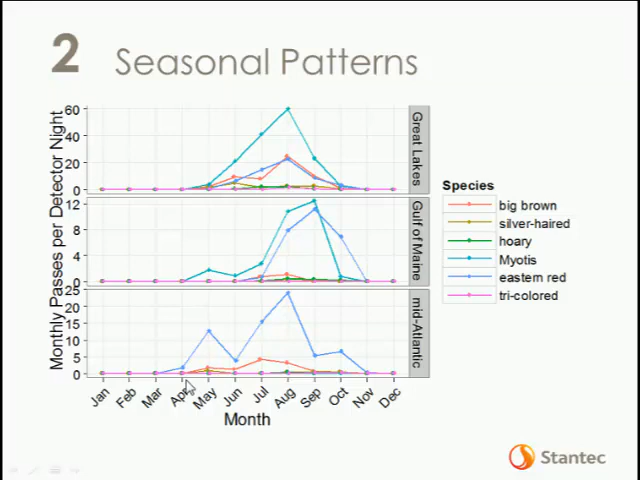 2 Seasonal Patterns
Monthly Passes per Detector Night
60
40
20
0
Great Lakes
12
8
4
0
Gulf of Maine
25
20
15
10
5
0
mid-Atlantic
Jan Feb Mar Apr May Jun Jul Aug Sep Oct Nov Dec
Month
Species
big brown
silver-haired
hoary
Myotis
eastern red
tri-colored
Stantec